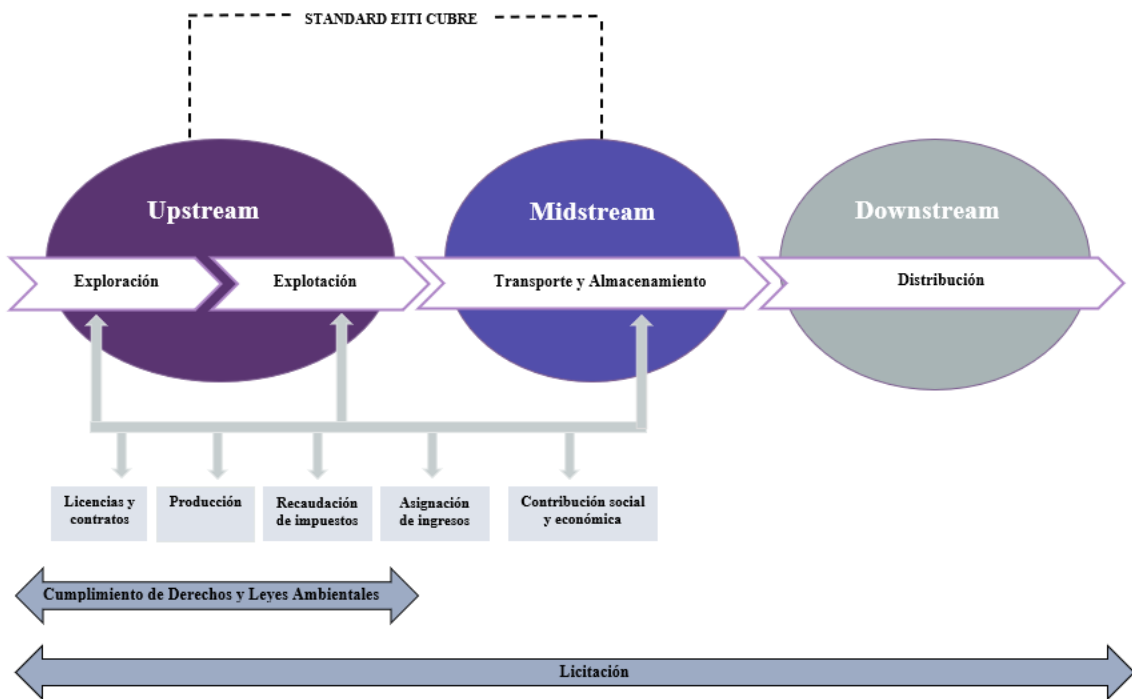 STANDARD EITI CUBRE
Upstream
Midstream
Downstream
Exploración
Explotación
Transporte y Almacenamiento
Distribución
Licencias y
contratos
Producción
Recaudación
de impuestos
Asignación
de ingresos
Contribución social
y económica
Cumplimiento de Derechos y Leyes Ambientales
Licitación